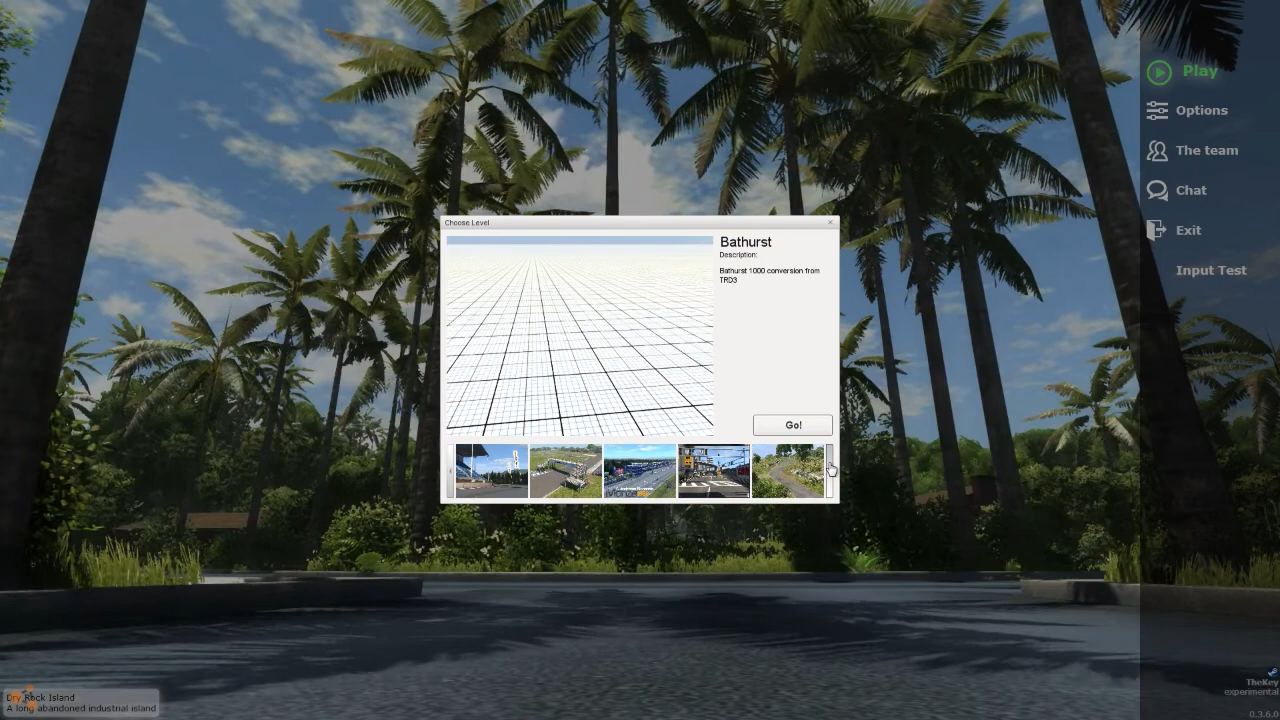 Play
Options
The team
Chat
Exit
Input Test
Choose Level
Bathurst
Description:
Bathurst 1000 conversion from
TRD3
Go!
Dry Rock Island
A long abandoned industrial island
TheKey
experimental
0.3.6.0